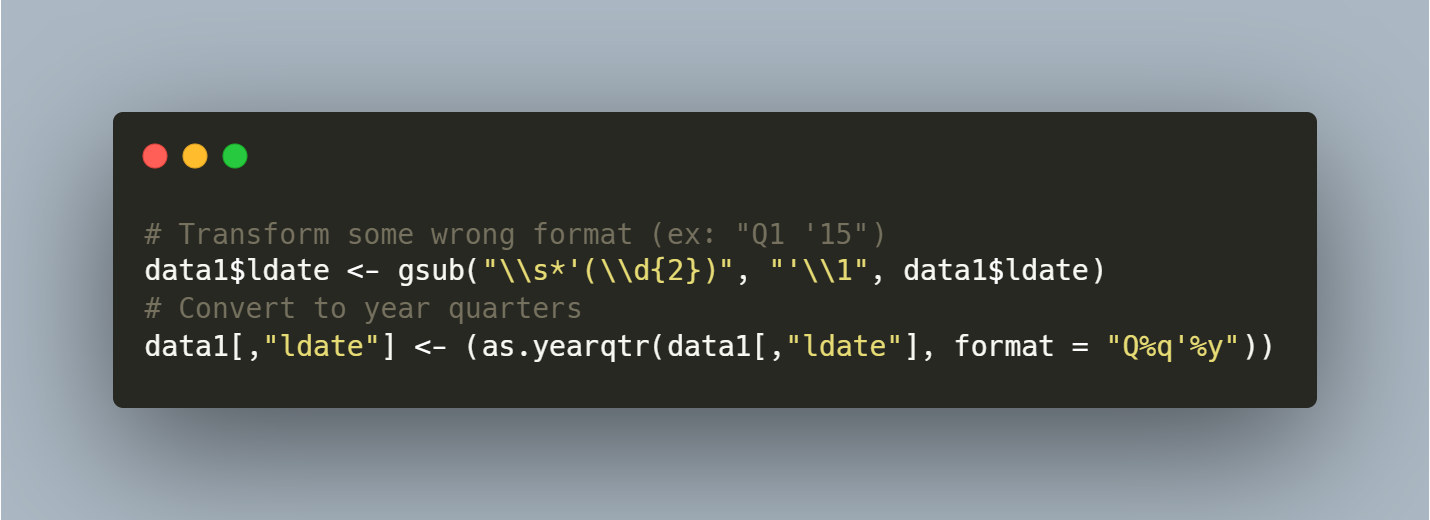 # Transform some wrong format (ex: "Q1 '15")
data1$ldate <- gsub("\\s*'(\\d{2})", "'\\1", data1$ldate)
# Convert to year quarters
data1[,"ldate"] <- (as.yearqtr(data1[,"ldate"], format = "Q%q'%y"))